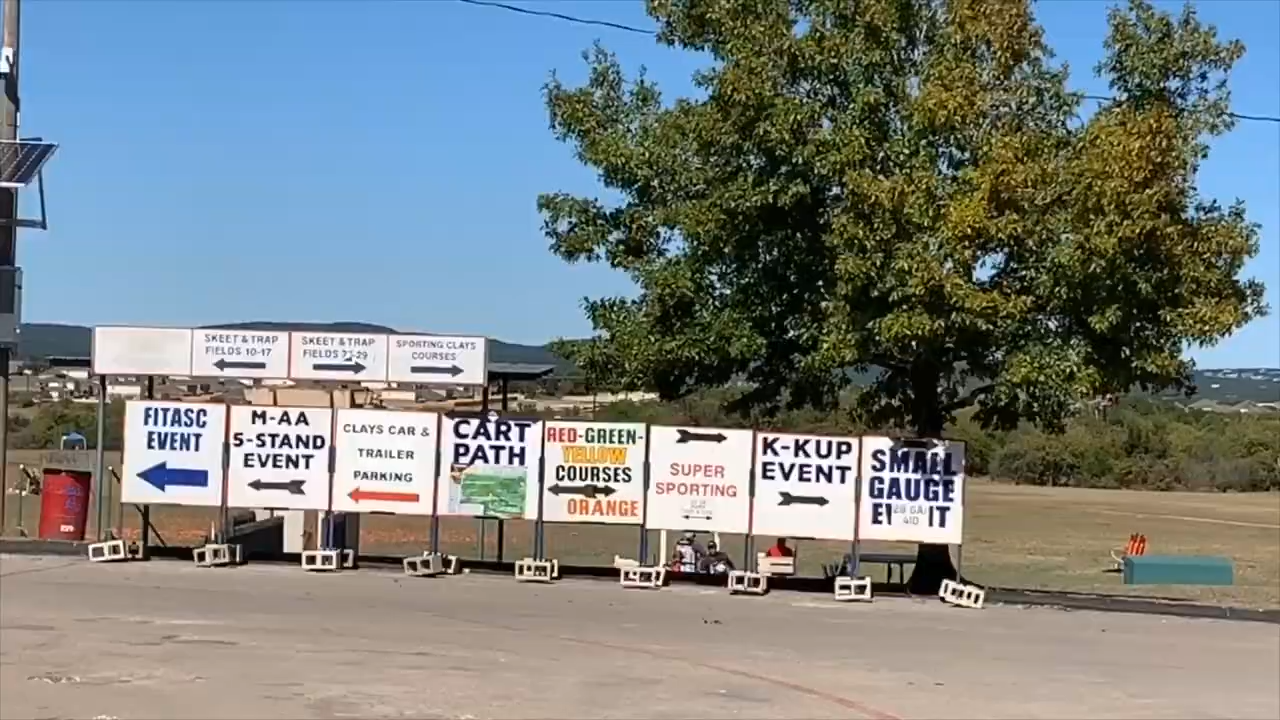 SKEET & TRAP
FIELDS 10-17
SKEET & TRAP
FIELDS
SPORTING CLAYS
COURSES
FITASC
EVENT
M-AA
5-STAND
EVENT
CLAYS CAR &
TRAILER
PARKING
CART
PATH
RED-GREEN-
YELLOW
COURSES
ORANGE
SUPER
SPORTING
K-KUP
EVENT
SMALL
GAUGE